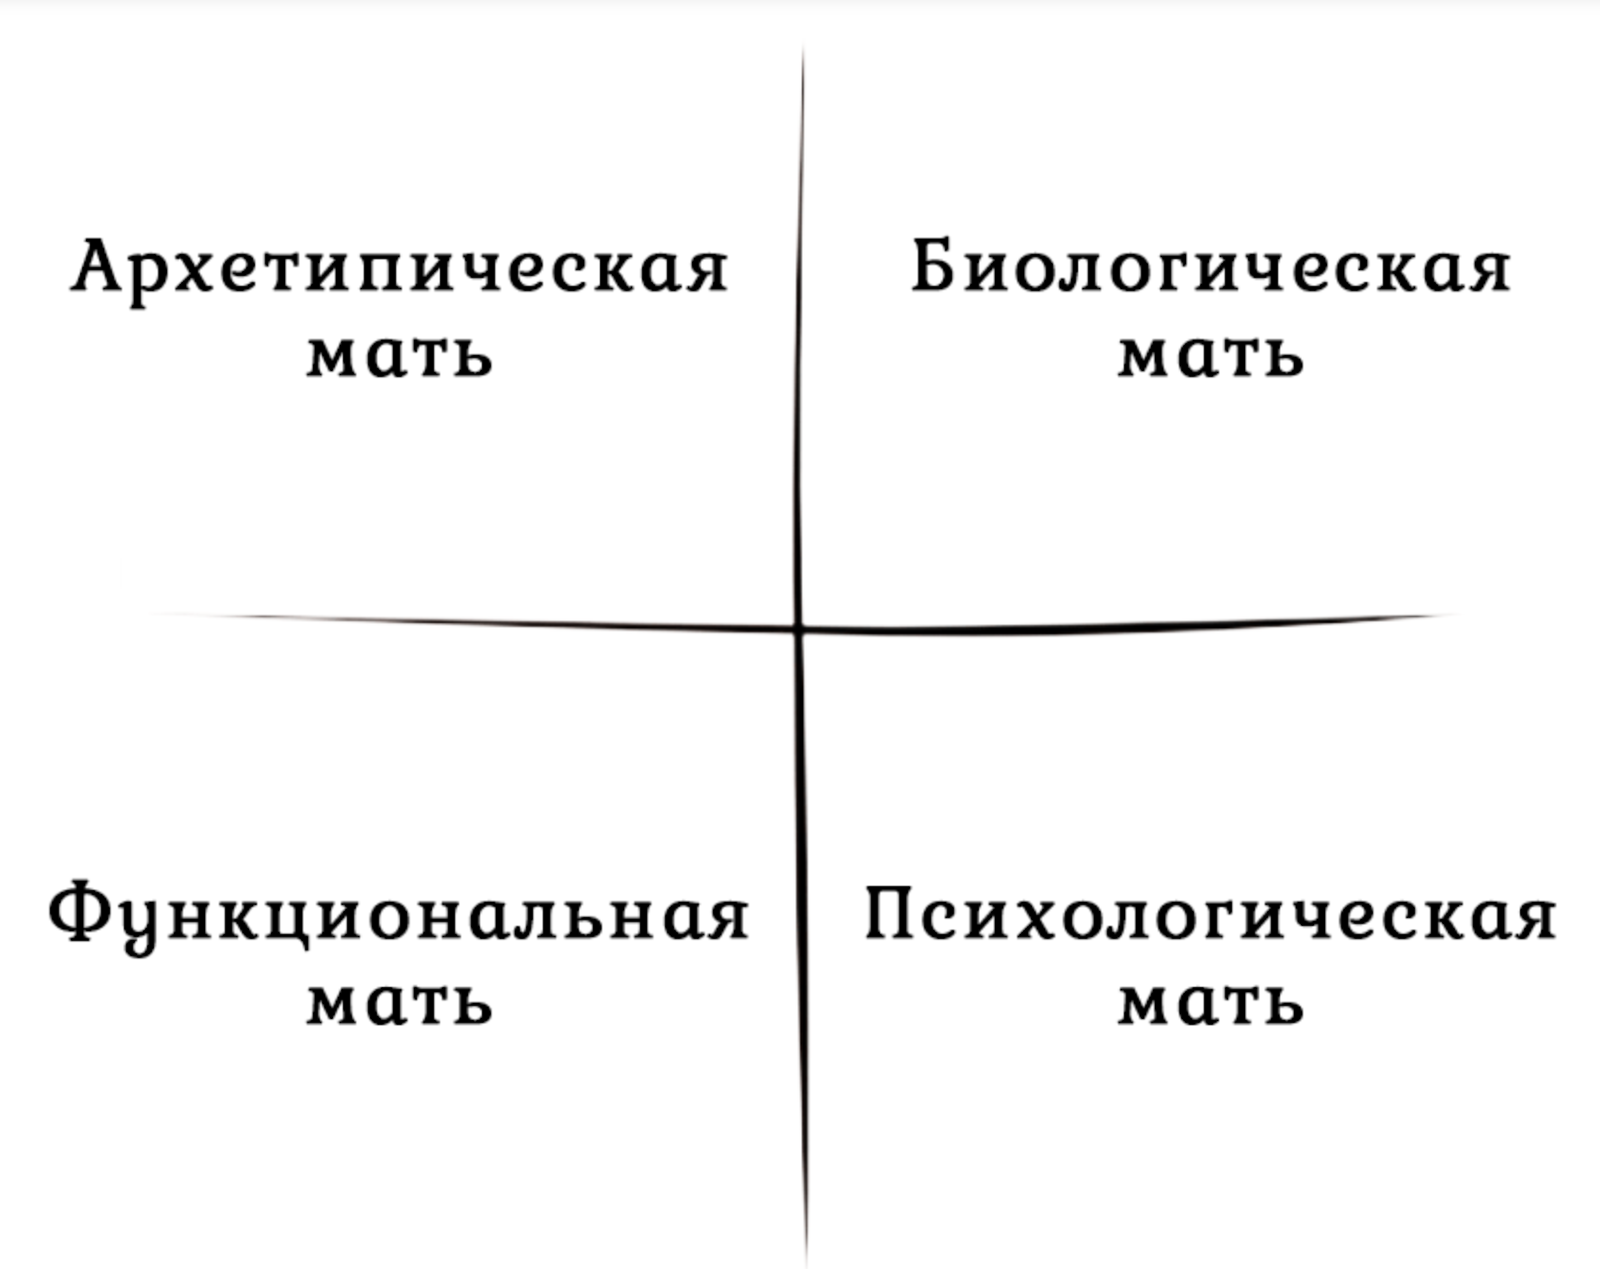 Архетипическая
мать
Биологическая
мать
Функциональная
мать
Психологическая
мать